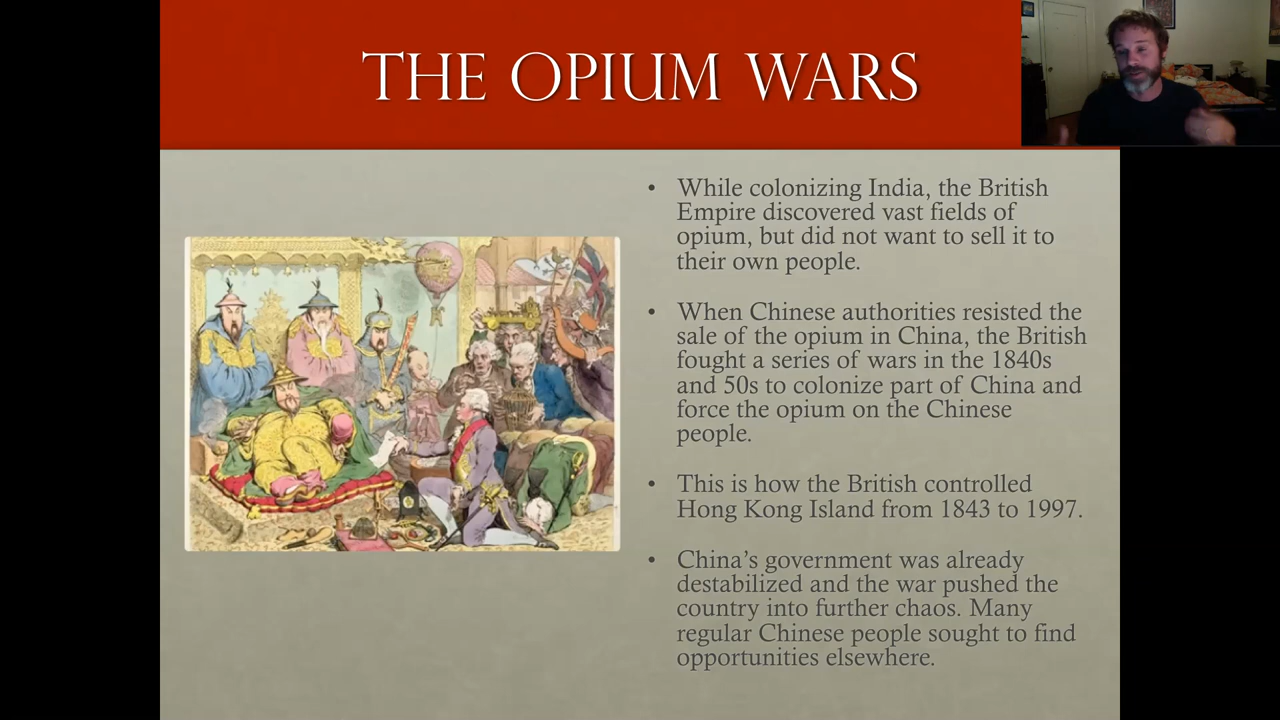 THE OPIUM WARS
• While colonizing India, the British
Empire discovered vast fields of
opium, but did not want to sell it to
their own people.
• When Chinese authorities resisted the
sale of the opium in China, the British
fought a series of wars in the 1840s
and 50s to colonize part of China and
force the opium on the Chinese
people.
• This is how the British controlled
Hong Kong Island from 1843 to 1997.
• China’s government was already
destabilized and the war pushed the
country into further chaos. Many
regular Chinese people sought to find
opportunities elsewhere.